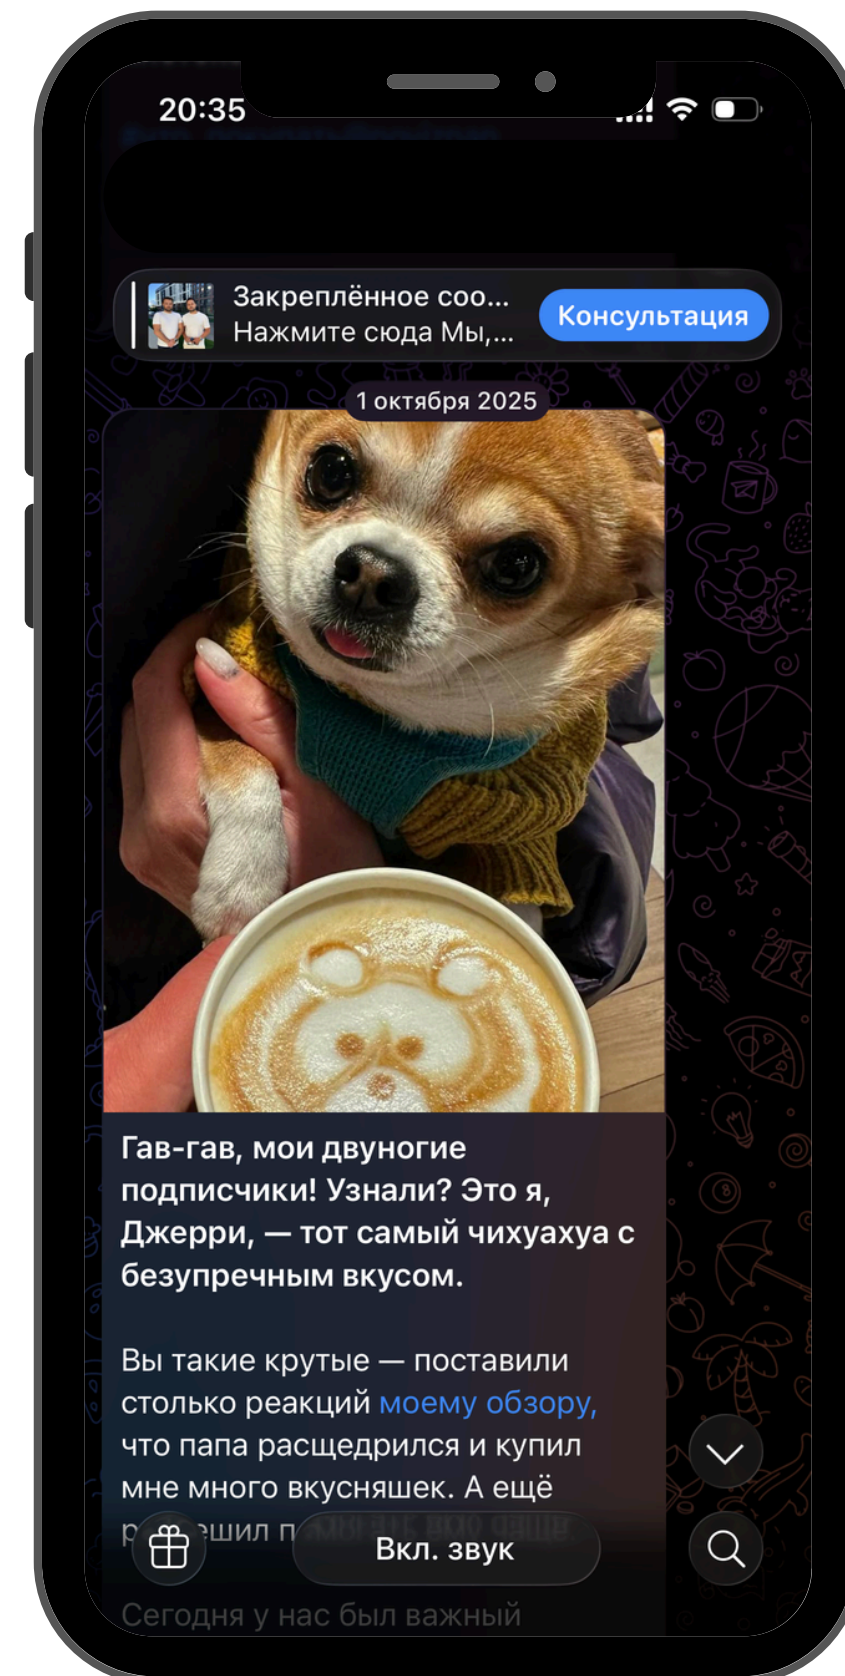 20:35
Закреплённое соо...
Нажмите сюда Мы,...
Консультация
1 октября 2025
Гав-гав, мои двуногие
подписчики! Узнали? Это я,
Джерри, — тот самый чихуахуа с
безупречным вкусом.
Вы такие крутые — поставили
столько реакций моему обзору,
что папа расщедрился и купил
мне много вкусняшек. А ещё
Вкл. звук
Сегодня у нас был важный